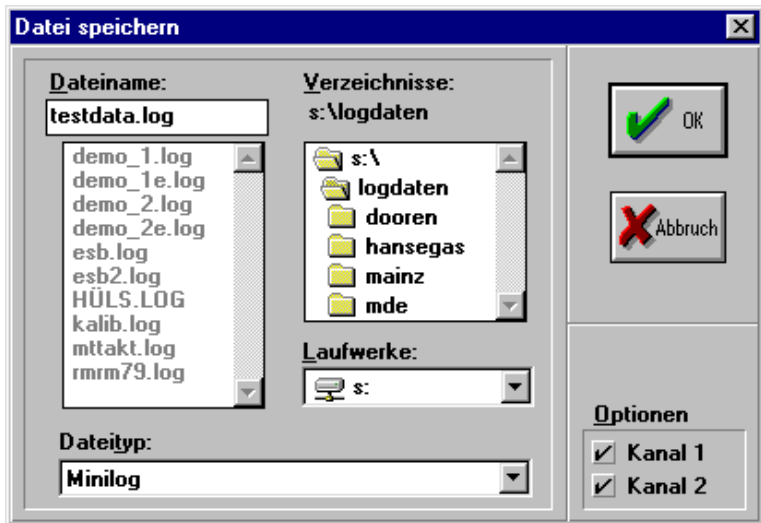 Datei speichern
Dateiname:
testdata.log
demo_1.log
demo_1e.log
demo_2.log
demo_2e.log
esb.log
esb2.log
HÜLS.LOG
kalib.log
mttakt.log
rmrm79.log
Dateityp:
Minilog
Verzeichnisse:
s:\logdaten
s:\
logdaten
dooren
hansegas
mainz
mde
Laufwerke:
s:
OK
Abbruch
Optionen
Kanal 1
Kanal 2